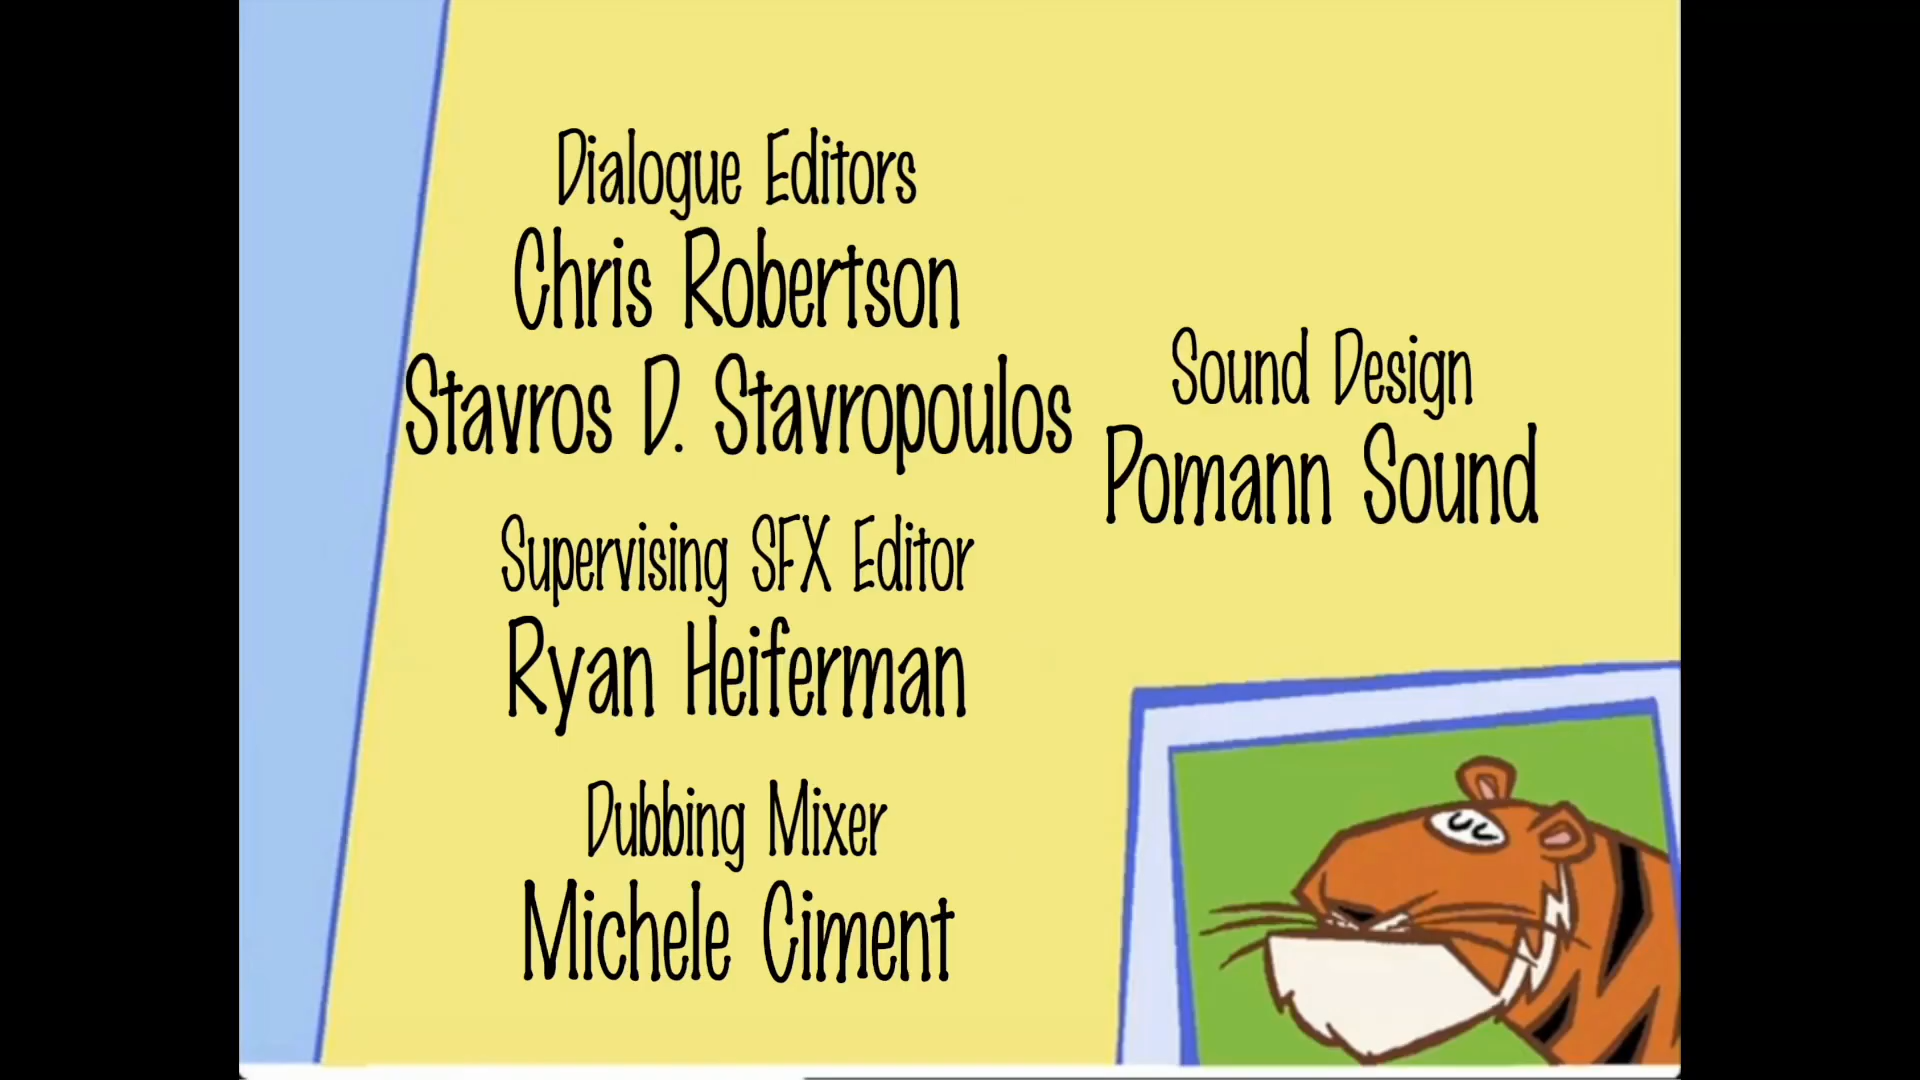 Dialogue Editors
Chris Robertson
Stavros D. Stavropoulos
Supervising SFX Editor
Ryan Heiferman
Dubbing Mixer
Michele Ciment
Sound Design
Pomann Sound